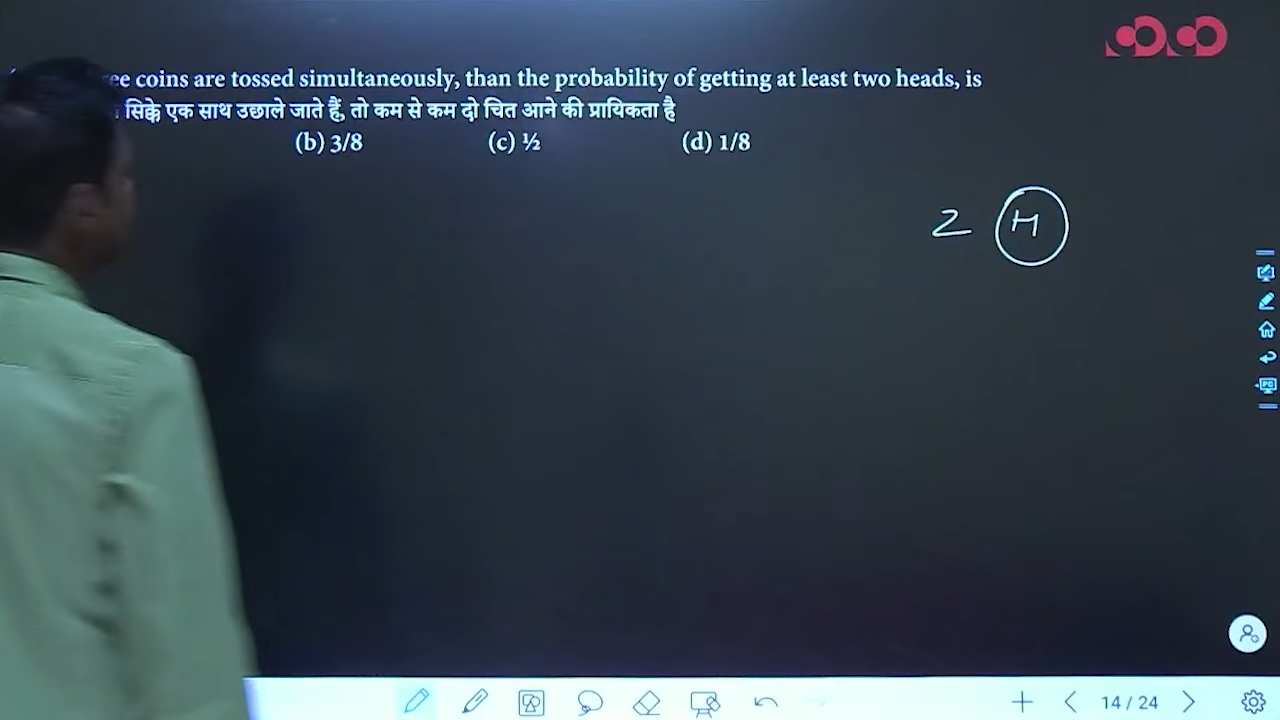 coins are tossed simultaneously, than the probability of getting at least two heads, is
सिक्के एक साथ उछाले जाते हैं, तो कम से कम दो चित आने की प्रायिकता है
(b) 3/8 (c) ½ (d) 1/8
2 H
PC
14 / 24